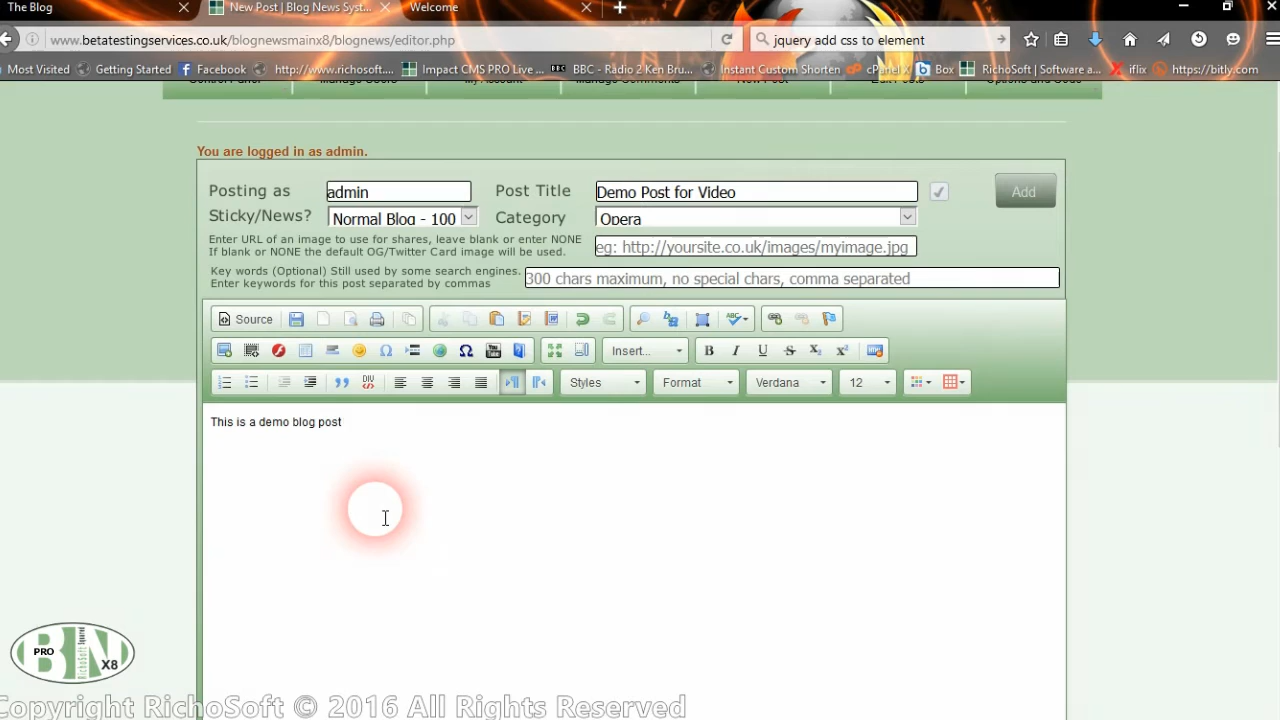 The Blog
New Post | Blog News Syst...
Welcome
www.betatestingservices.co.uk/blognewsmainx8/blognews/editor.php
jquery add css to element
Most Visited
Getting Started
Facebook
http://www.richosoft....
Impact CMS PRO Live ...
BBC - Radio 2 Ken Bru...
Instant Custom Shorten
cPanel X
Box
RichoSoft | Software a...
iflix
https://bitly.com
You are logged in as admin.
Posting as
admin
Post Title
Demo Post for Video
Add
Sticky/News?
Normal Blog - 100
Category
Opera
Enter URL of an image to use for shares, leave blank or enter NONE
If blank or NONE the default OG/Twitter Card image will be used.
eg: http://yoursite.co.uk/images/myimage.jpg
Key words (Optional) Still used by some search engines.
Enter keywords for this post separated by commas
300 chars maximum, no special chars, comma separated
Source
Insert...
B I U S X₂ X²
DIV
Styles
Format
Verdana
12
This is a demo blog post
BN
PRO
RichoSoft Squared
X8
Copyright RichoSoft © 2016 All Rights Reserved